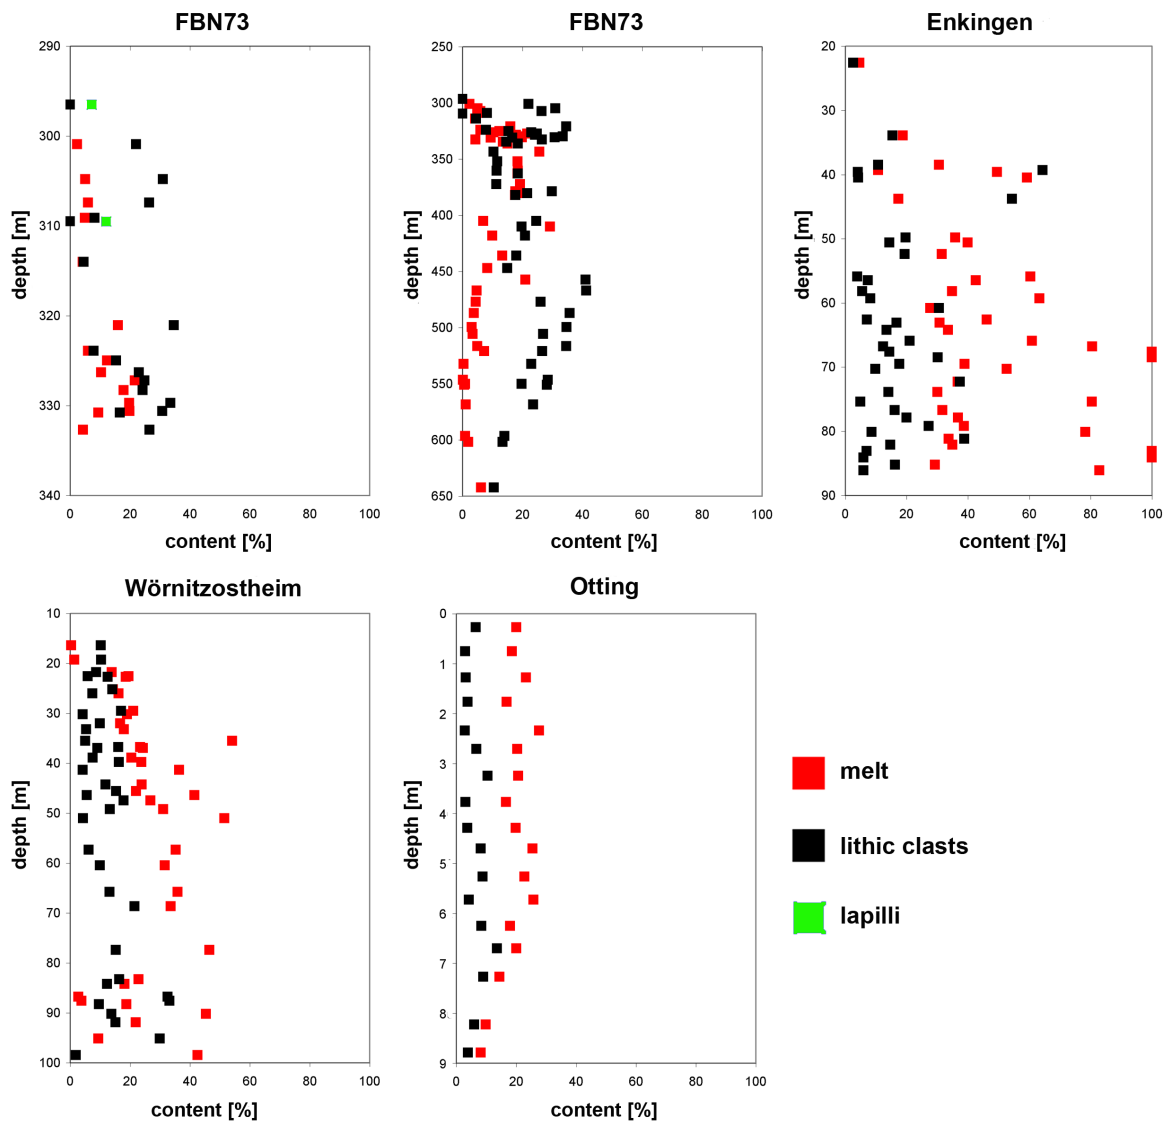 FBN73
FBN73
Enkingen
290
300
310
320
330
340
depth [m]
0 20 40 60 80 100
content [%]
250
300
350
400
450
500
550
600
650
depth [m]
0 20 40 60 80 100
content [%]
20
30
40
50
60
70
80
90
depth [m]
0 20 40 60 80 100
content [%]
Wörnitzostheim
Otting
10
20
30
40
50
60
70
80
90
100
depth [m]
0 20 40 60 80 100
content [%]
0
1
2
3
4
5
6
7
8
9
depth [m]
0 20 40 60 80 100
content [%]
melt
lithic clasts
lapilli